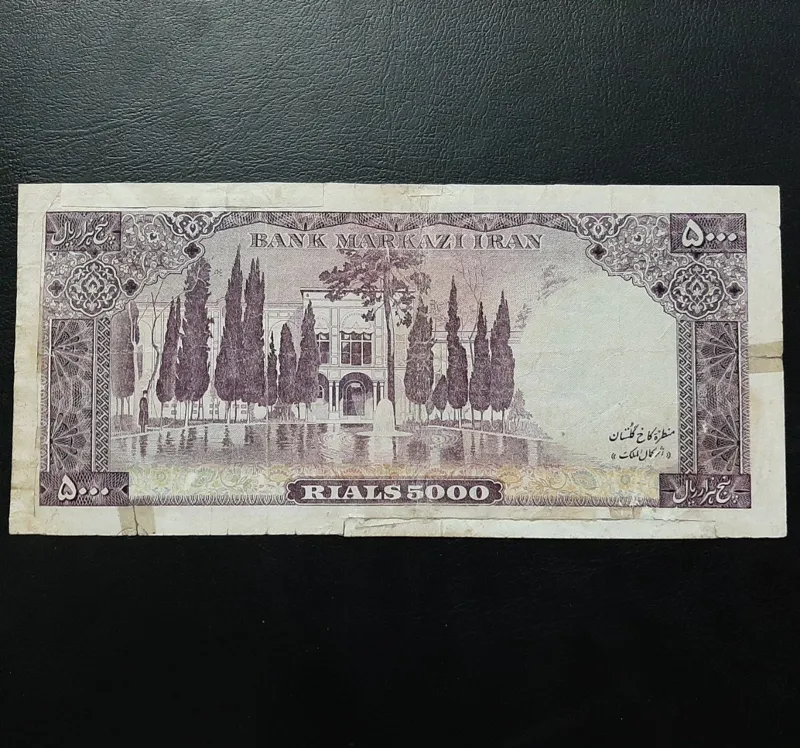 پنج هزار ریال
۵۰۰۰
BANK MARKAZI IRAN
منظرهٔ کاخ گلستان
«اثر کمال الملک»
۵۰۰۰
RIALS 5000
پنج هزار ریال